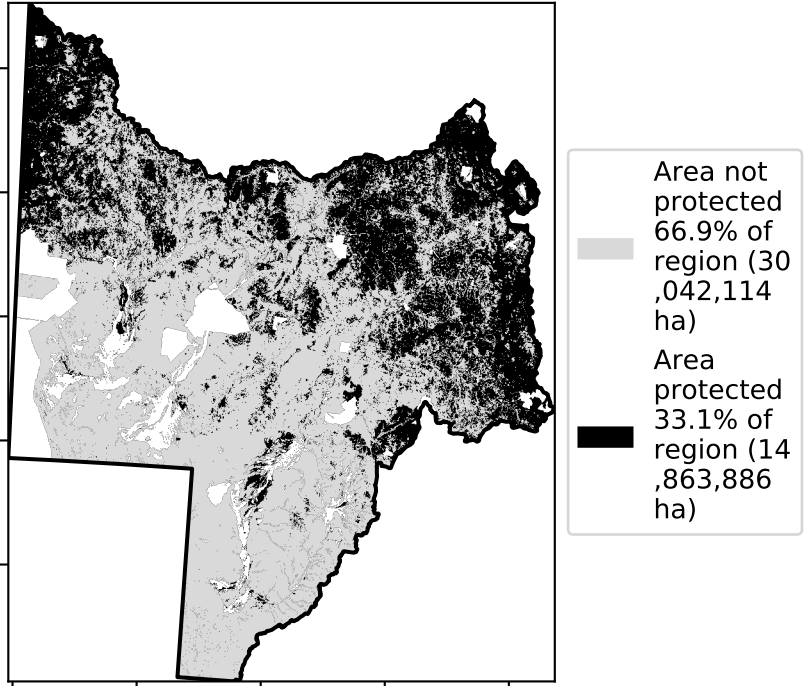 Area not
protected
66.9% of
region (30
,042,114
ha)
Area
protected
33.1% of
region (14
,863,886
ha)